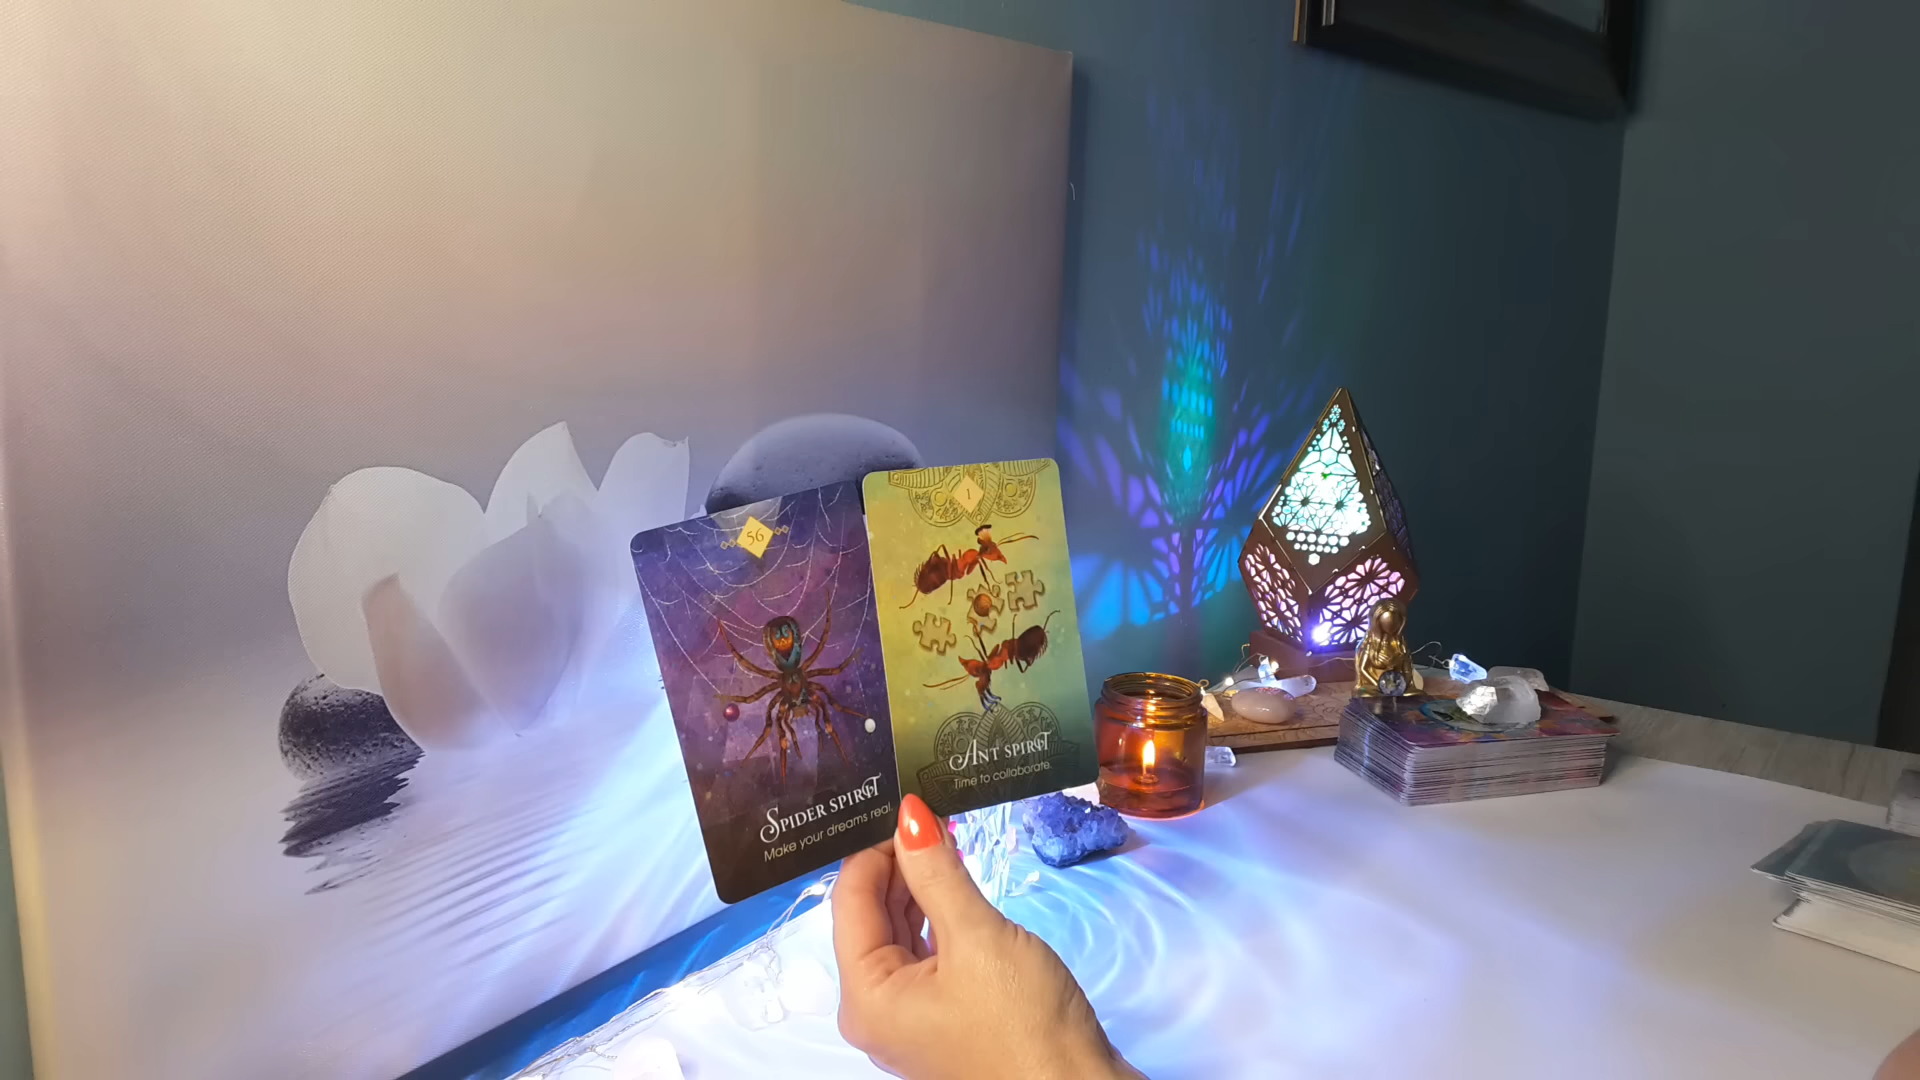 56
SPIDER SPIRIT
Make your dreams real.
1
ANT SPIRIT
Time to collaborate.